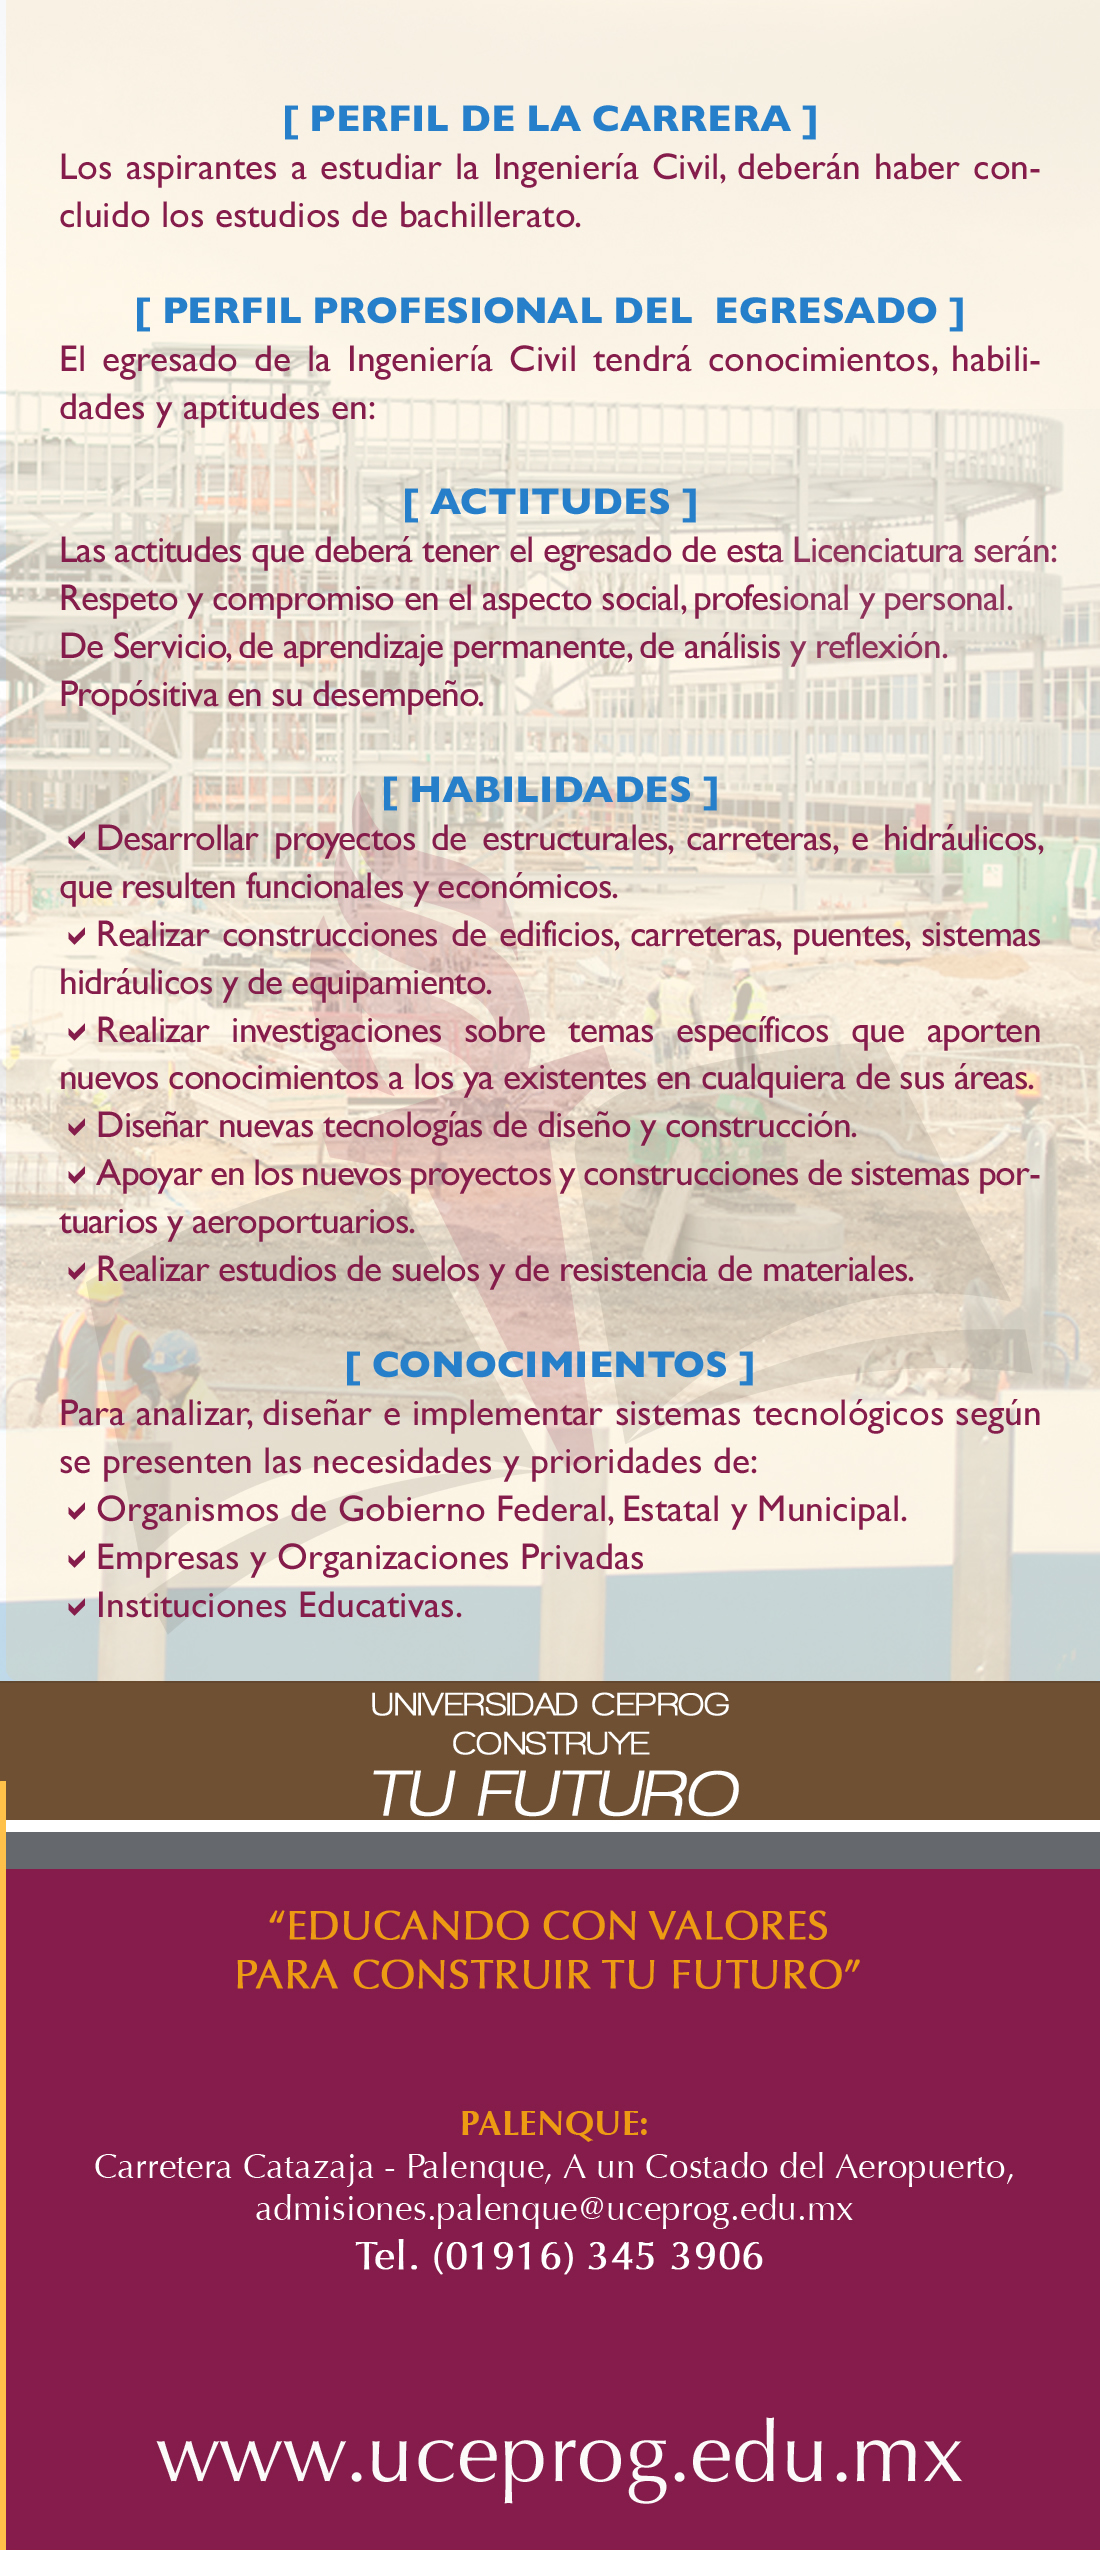 [ PERFIL DE LA CARRERA ]
Los aspirantes a estudiar la Ingeniería Civil, deberán haber con-
cluido los estudios de bachillerato.
[ PERFIL PROFESIONAL DEL EGRESADO ]
El egresado de la Ingeniería Civil tendrá conocimientos, habili-
dades y aptitudes en:
[ ACTITUDES ]
Las actitudes que deberá tener el egresado de esta Licenciatura serán:
Respeto y compromiso en el aspecto social, profesional y personal.
De Servicio, de aprendizaje permanente, de análisis y reflexión.
Propósitiva en su desempeño.
[ HABILIDADES ]
Desarrollar proyectos de estructurales, carreteras, e hidráulicos,
que resulten funcionales y económicos.
Realizar construcciones de edificios, carreteras, puentes, sistemas
hidráulicos y de equipamiento.
Realizar investigaciones sobre temas específicos que aporten
nuevos conocimientos a los ya existentes en cualquiera de sus áreas.
Diseñar nuevas tecnologías de diseño y construcción.
Apoyar en los nuevos proyectos y construcciones de sistemas por-
tuarios y aeroportuarios.
Realizar estudios de suelos y de resistencia de materiales.
[ CONOCIMIENTOS ]
Para analizar, diseñar e implementar sistemas tecnológicos según
se presenten las necesidades y prioridades de:
Organismos de Gobierno Federal, Estatal y Municipal.
Empresas y Organizaciones Privadas
Instituciones Educativas.
UNIVERSIDAD CEPROG
CONSTRUYE
TU FUTURO
“EDUCANDO CON VALORES
PARA CONSTRUIR TU FUTURO”
PALENQUE:
Carretera Catazaja - Palenque, A un Costado del Aeropuerto,
admisiones.palenque@uceprog.edu.mx
Tel. (01916) 345 3906
www.uceprog.edu.mx